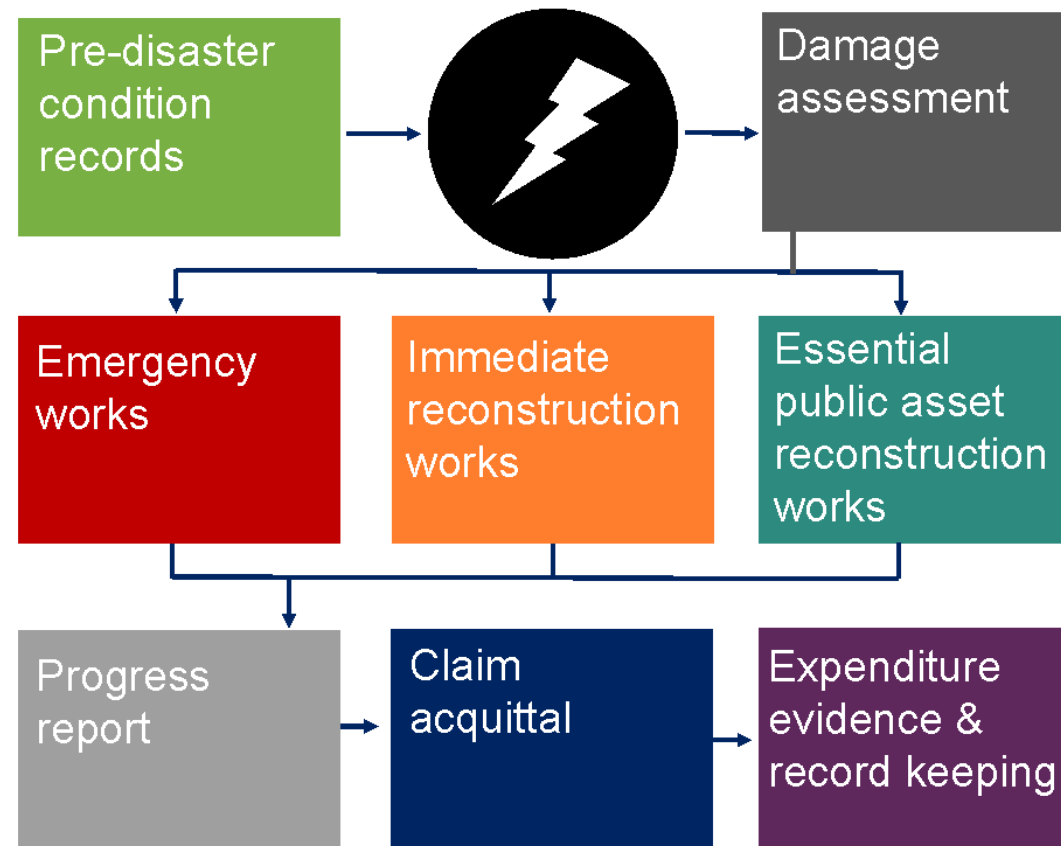 Pre-disaster
condition
records
Damage
assessment
Emergency
works
Immediate
reconstruction
works
Essential
public asset
reconstruction
works
Progress
report
Claim
acquittal
Expenditure
evidence &
record keeping